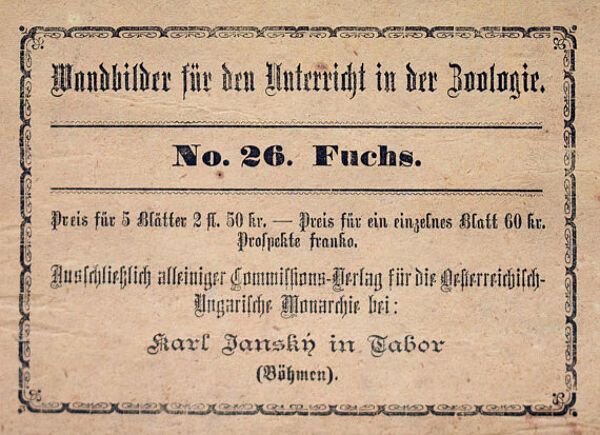 Wandbilder für den Unterricht in der Zoologie.
No. 26. Fuchs.
Preis für 5 Blätter 2 fl. 50 kr. — Preis für ein einzelnes Blatt 60 kr.
Prospekte franko.
Ausschließlich alleiniger Commissions-Verlag für die Oesterreichisch-
Ungarische Monarchie bei:
Karl Janský in Tabor
(Böhmen).